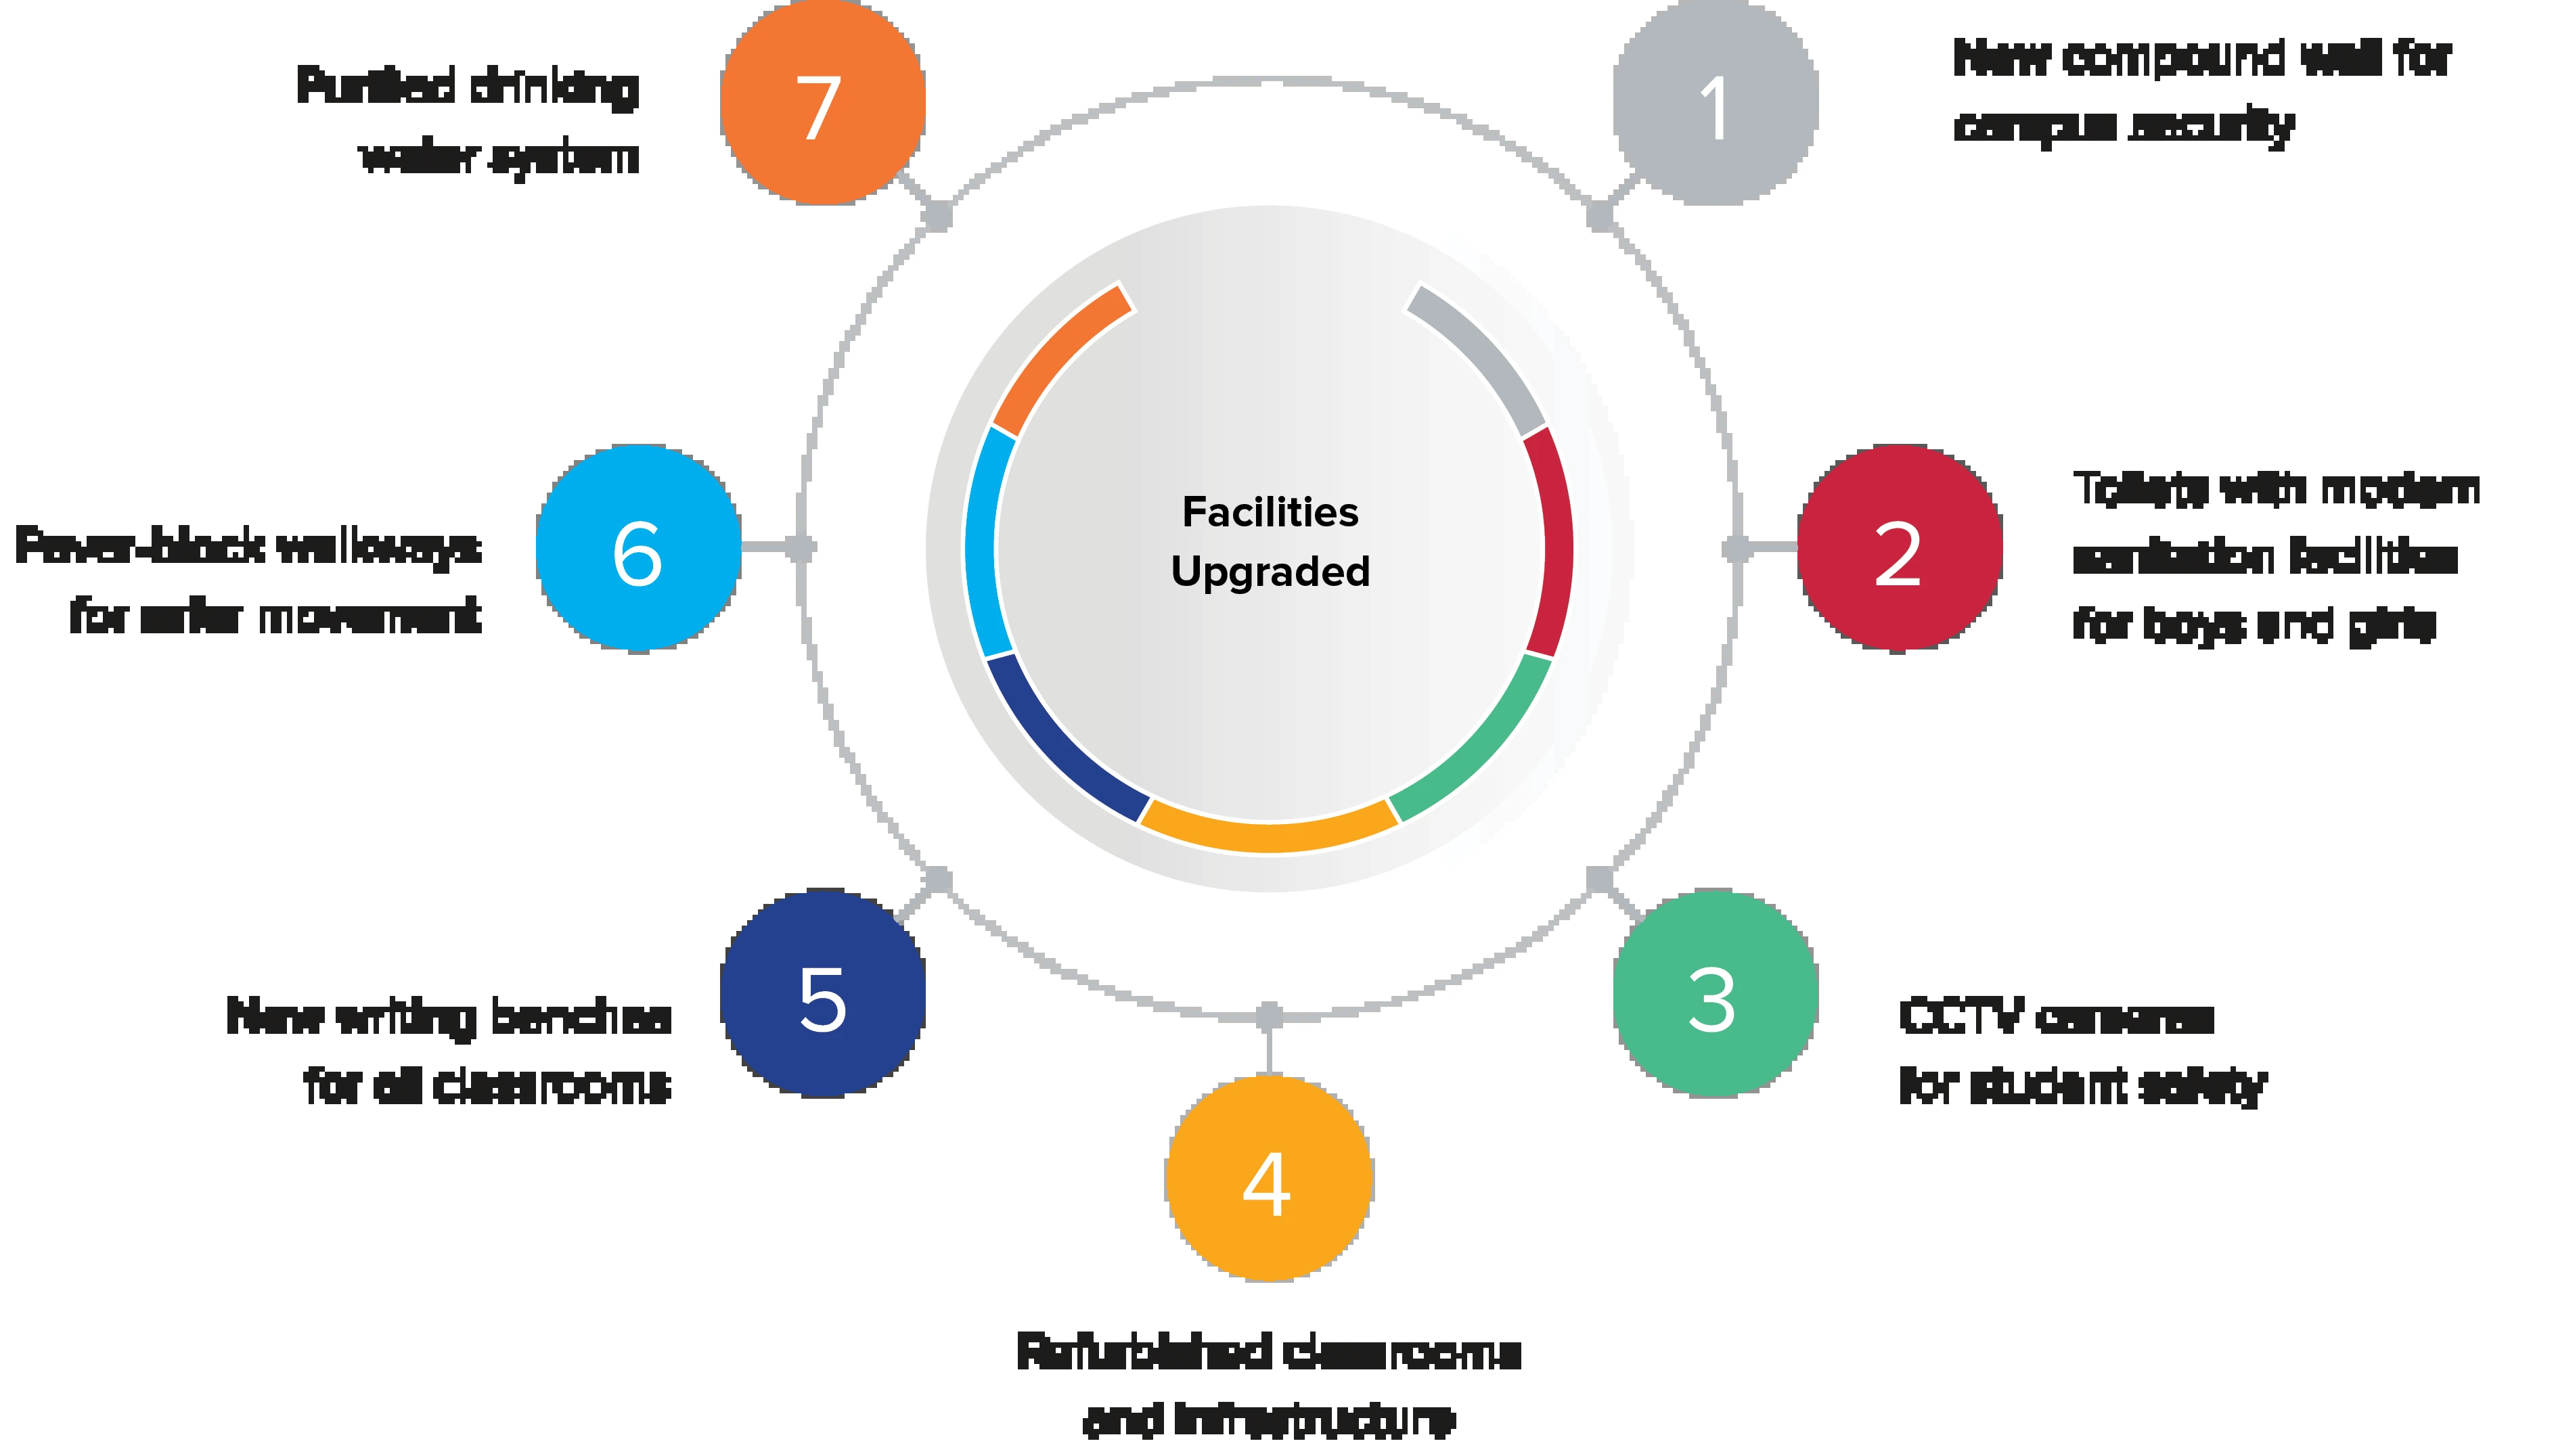 Facilities
Upgraded
1
New compound wall for
campus security
2
Toilets with modern
sanitation facilities
for boys and girls
3
CCTV cameras
for student safety
4
Refurbished classrooms
and infrastructure
5
New writing benches
for all classrooms
6
Paver-block walkways
for safer movement
7
Purified drinking
water system